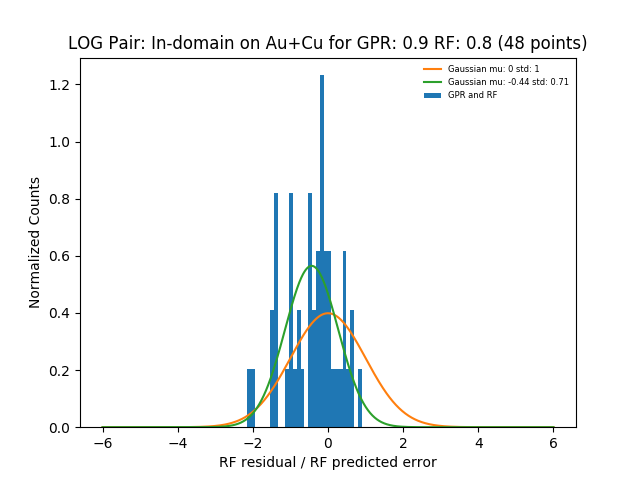 LOG Pair: In-domain on Au+Cu for GPR: 0.9 RF: 0.8 (48 points)
Gaussian mu: 0 std: 1
Gaussian mu: -0.44 std: 0.71
GPR and RF
Normalized Counts
1.2
1.0
0.8
0.6
0.4
0.2
0.0
−6
−4
−2
0
2
4
6
RF residual / RF predicted error